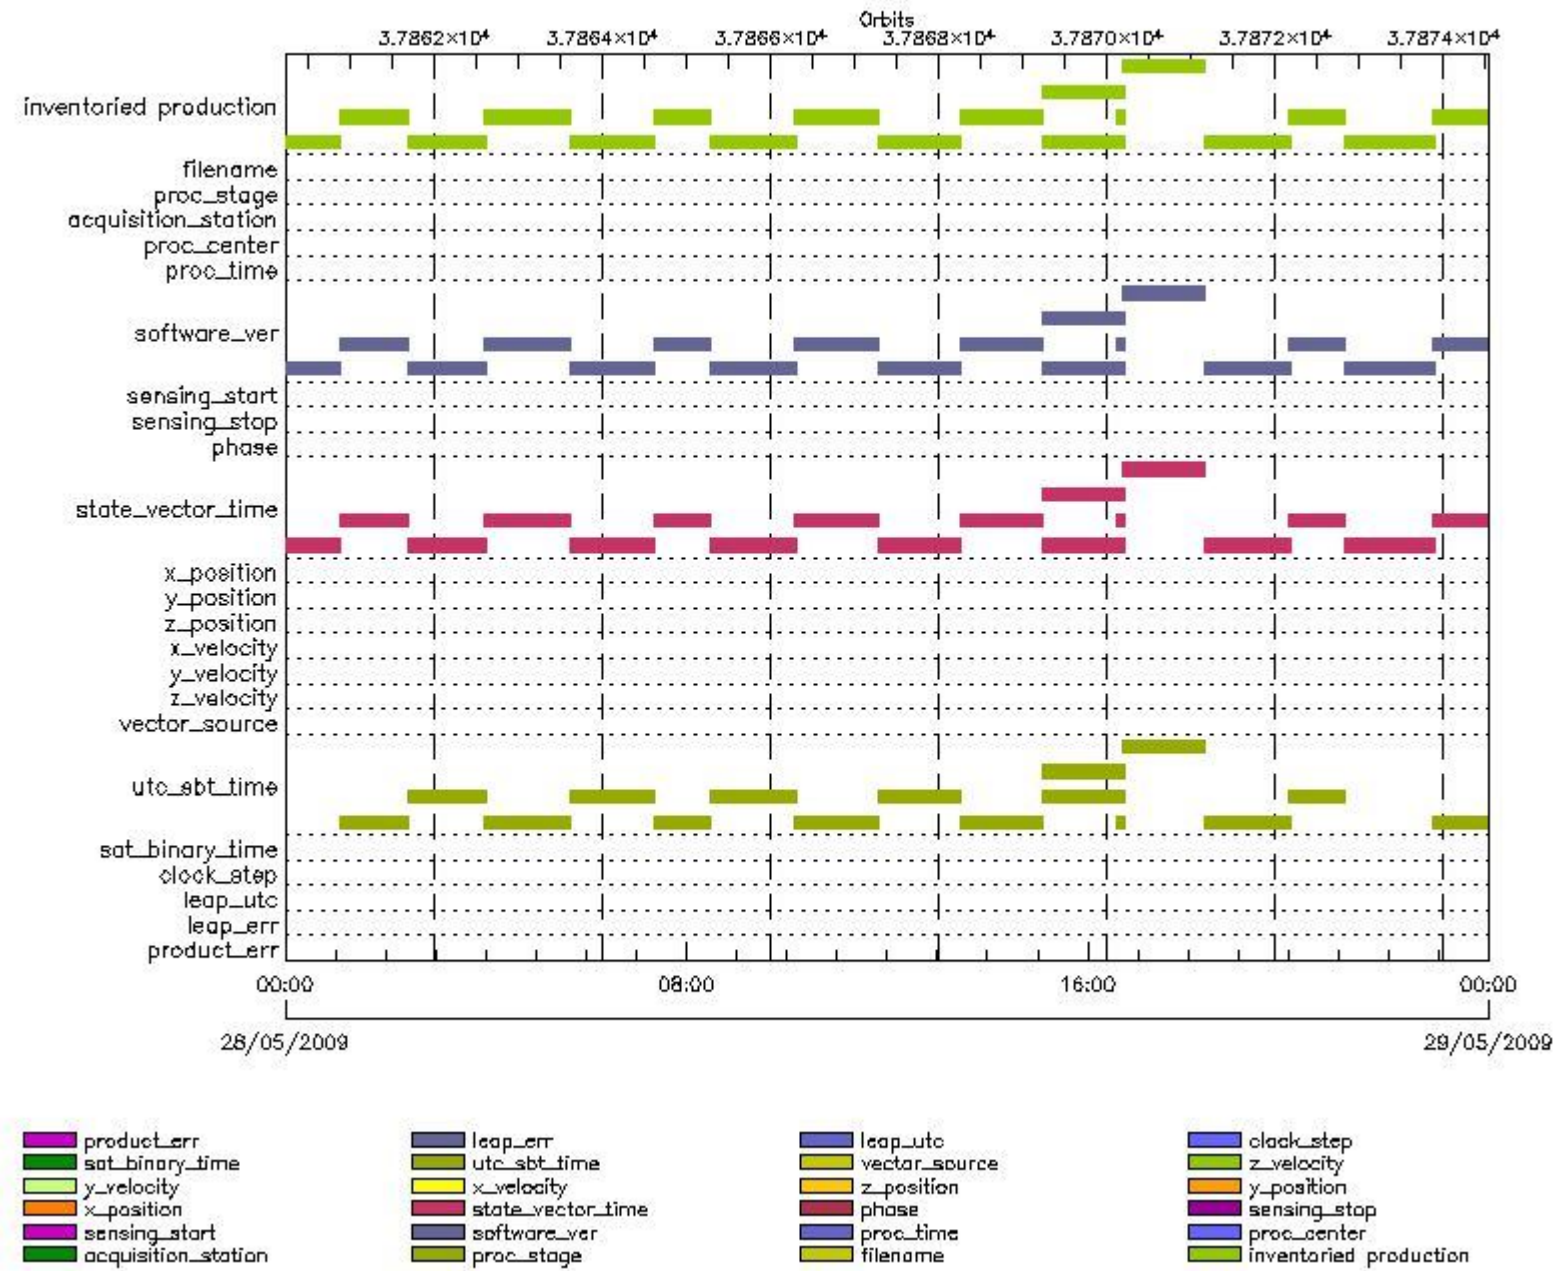 Orbits
3.7862×10⁴ 3.7864×10⁴ 3.7866×10⁴ 3.7868×10⁴ 3.7870×10⁴ 3.7872×10⁴ 3.7874×10⁴
inventoried production
filename
proc_stage
acquisition_station
proc_center
proc_time
software_ver
sensing_start
sensing_stop
phase
state_vector_time
x_position
y_position
z_position
x_velocity
y_velocity
z_velocity
vector_source
utc_sbt_time
sat_binary_time
clock_step
leap_utc
leap_err
product_err
00:00 08:00 16:00 00:00
28/05/2009 29/05/2009
product_err leap_err leap_utc clock_step
sat_binary_time utc_sbt_time vector_source z_velocity
y_velocity x_velocity z_position y_position
x_position state_vector_time phase sensing_stop
sensing_start software_ver proc_time proc_center
acquisition_station proc_stage filename inventoried production